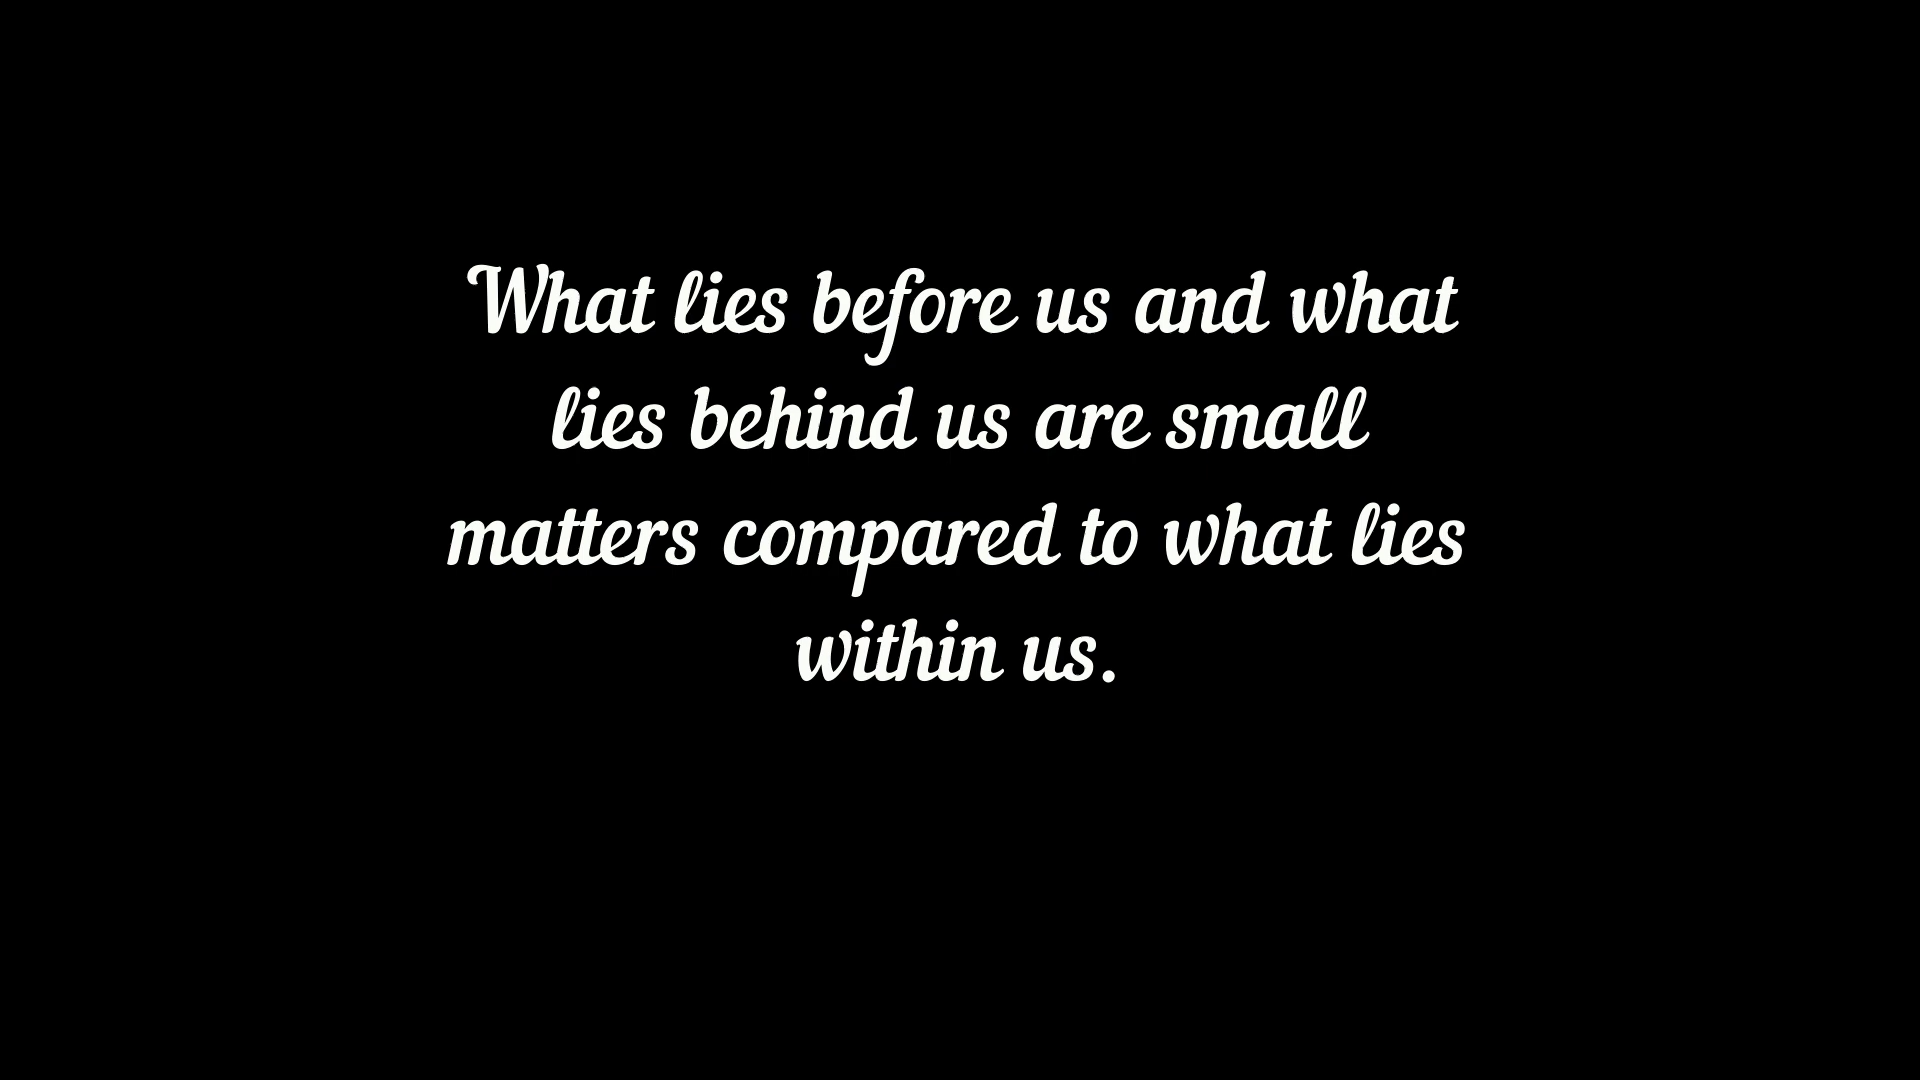 What lies before us and what
lies behind us are small
matters compared to what lies
within us.